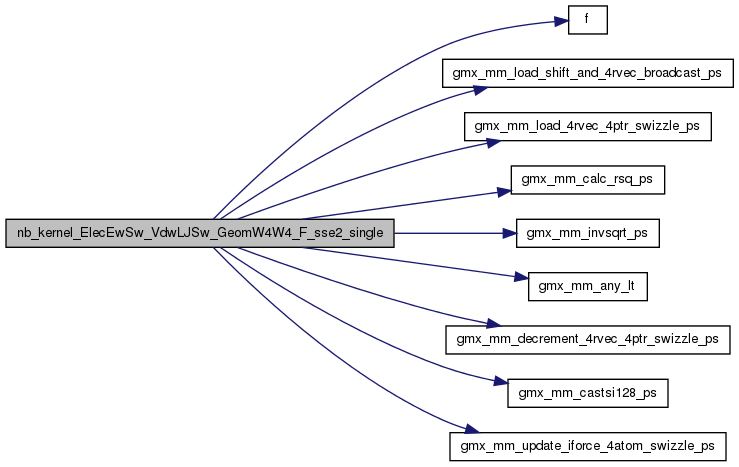 f
gmx_mm_load_shift_and_4rvec_broadcast_ps
gmx_mm_load_4rvec_4ptr_swizzle_ps
gmx_mm_calc_rsq_ps
nb_kernel_ElecEwSw_VdwLJSw_GeomW4W4_F_sse2_single
gmx_mm_invsqrt_ps
gmx_mm_any_lt
gmx_mm_decrement_4rvec_4ptr_swizzle_ps
gmx_mm_castsi128_ps
gmx_mm_update_iforce_4atom_swizzle_ps